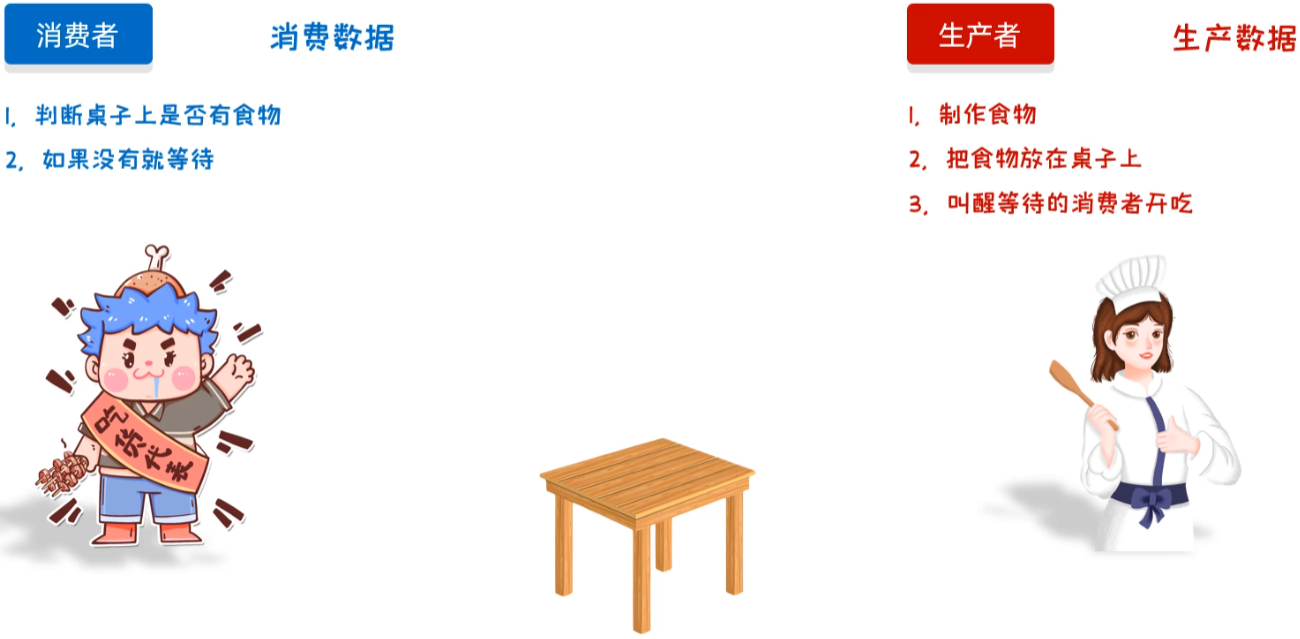 消费者
消费数据
1, 判断桌子上是否有食物
2, 如果没有就等待
吃货代表
生产者
生产数据
1, 制作食物
2, 把食物放在桌子上
3, 叫醒等待的消费者开吃